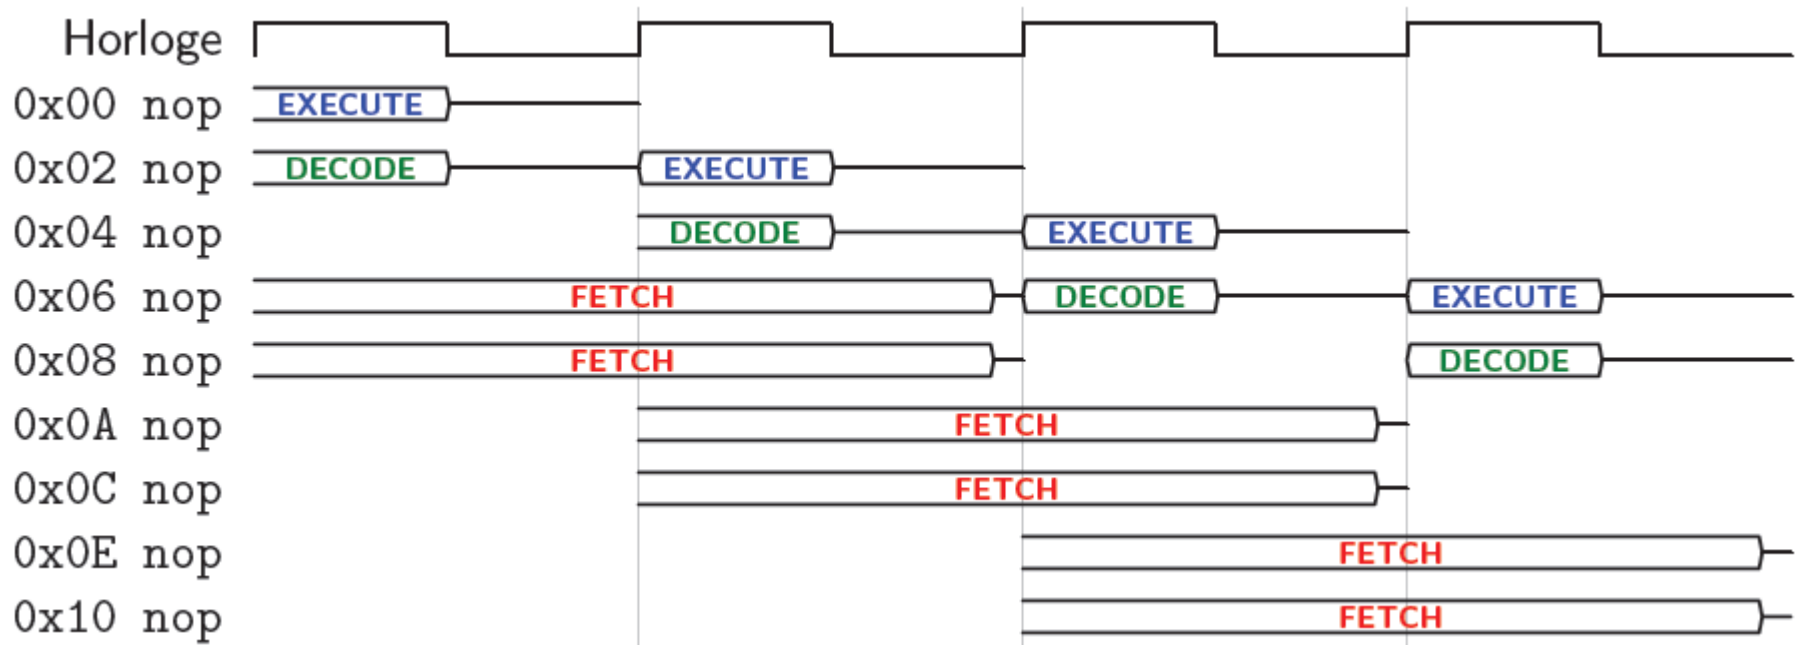 Horloge
0x00 nop EXECUTE
0x02 nop DECODE EXECUTE
0x04 nop DECODE EXECUTE
0x06 nop FETCH DECODE EXECUTE
0x08 nop FETCH DECODE
0x0A nop FETCH
0x0C nop FETCH
0x0E nop FETCH
0x10 nop FETCH